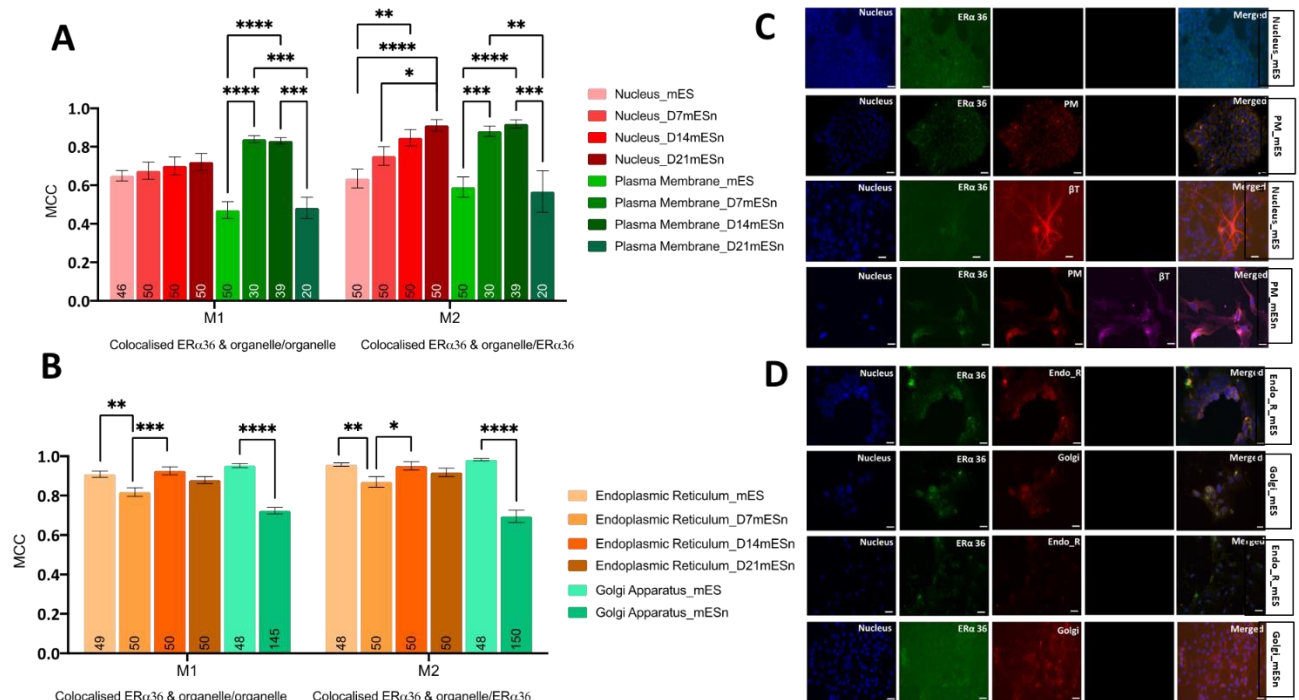 A
**** **
*** **** **
* **** ***
**** *** *** ***
1.0
0.8
0.6
0.4
0.2
0.0
MCC
46 50 50 50 50 30 39 20 50 50 50 50 50 30 39 20
M1 M2
Colocalised ERα36 & organelle/organelle Colocalised ERα36 & organelle/ERα36
Nucleus_mES
Nucleus_D7mESn
Nucleus_D14mESn
Nucleus_D21mESn
Plasma Membrane_mES
Plasma Membrane_D7mESn
Plasma Membrane_D14mESn
Plasma Membrane_D21mESn
B
** *** **** ** * ****
1.0
0.8
0.6
0.4
0.2
0.0
MCC
49 50 50 50 48 145 48 50 50 50 48 150
M1 M2
Colocalised ERα36 & organelle/organelle Colocalised ERα36 & organelle/ERα36
Endoplasmic Reticulum_mES
Endoplasmic Reticulum_D7mESn
Endoplasmic Reticulum_D14mESn
Endoplasmic Reticulum_D21mESn
Golgi Apparatus_mES
Golgi Apparatus_mESn
C
Nucleus ERα 36 Merged Nucleus_mES
Nucleus ERα 36 PM Merged PM_mES
Nucleus ERα 36 βT Merged Nucleus_mES
Nucleus ERα 36 PM βT Merged PM_mESn
D
Nucleus ERα 36 Endo_R Merged Endo_R_mES
Nucleus ERα 36 Golgi Merged Golgi_mES
Nucleus ERα 36 Endo_R Merged Endo_R_mES
Nucleus ERα 36 Golgi Merged Golgi_mESn